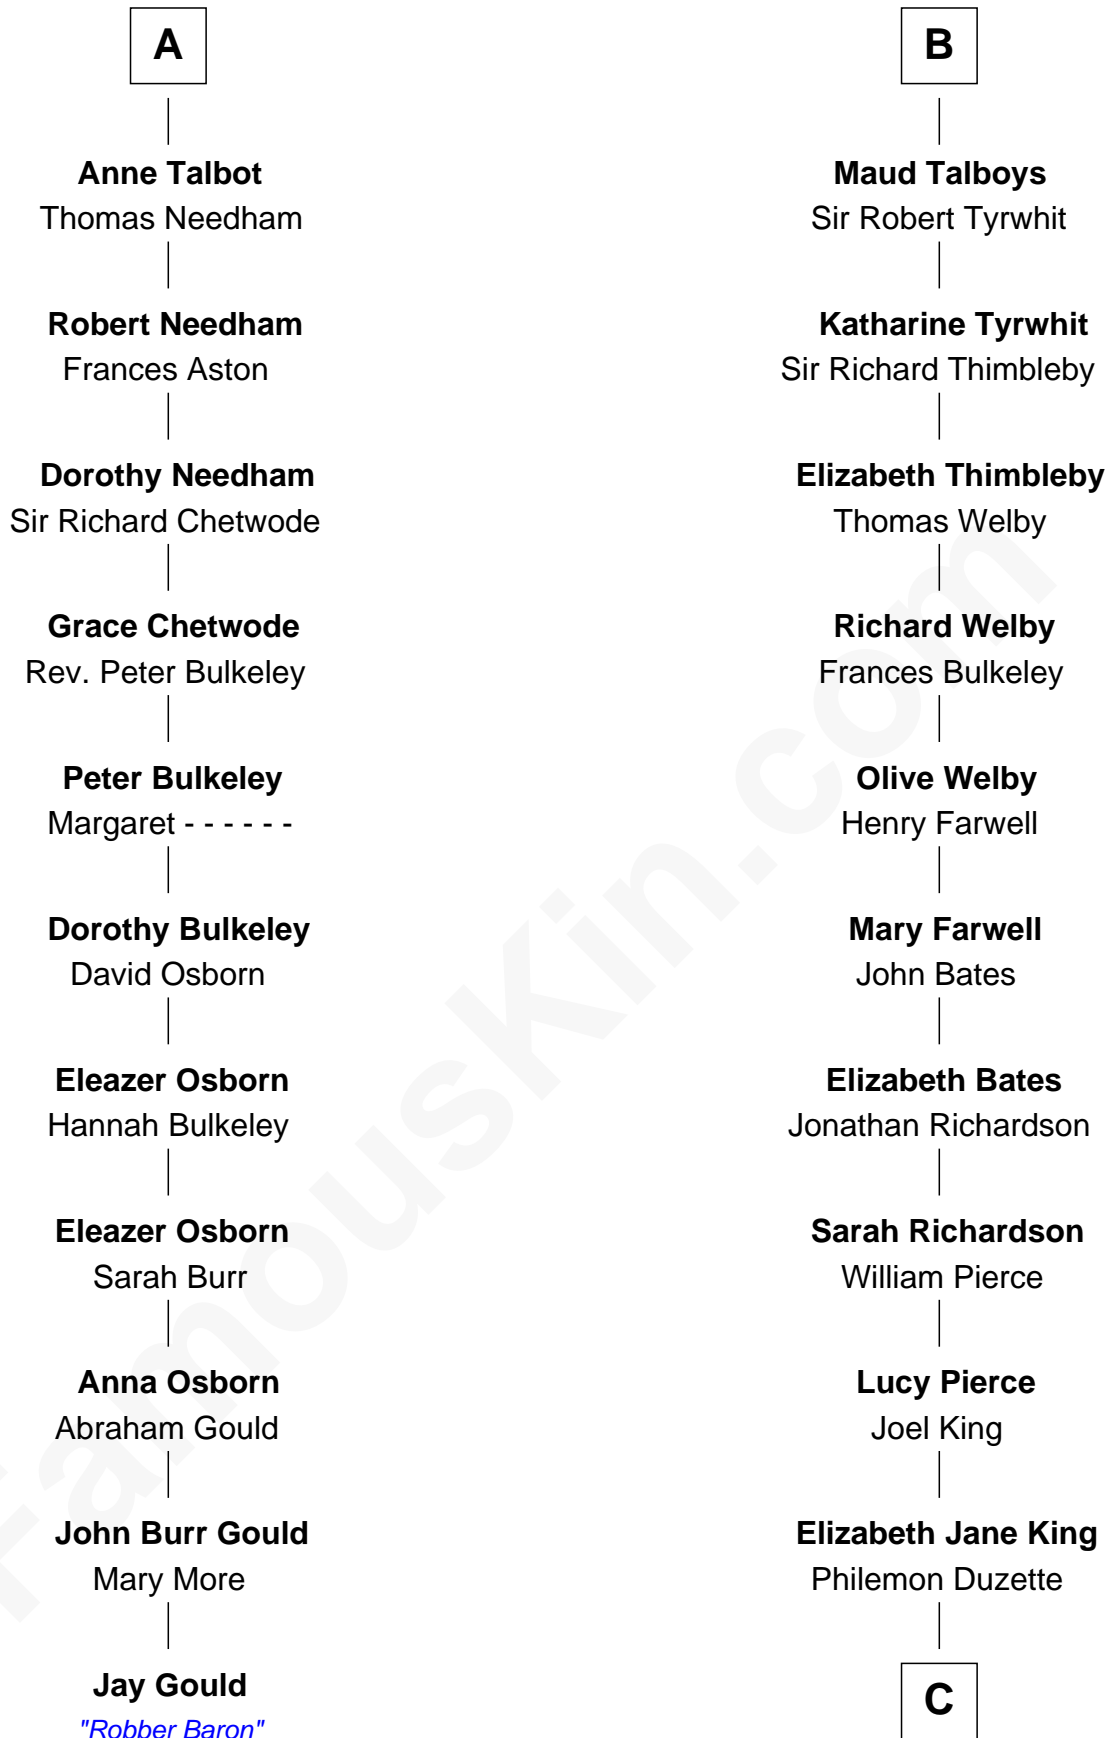 A
Anne Talbot
Thomas Needham
Robert Needham
Frances Aston
Dorothy Needham
Sir Richard Chetwode
Grace Chetwode
Rev. Peter Bulkeley
Peter Bulkeley
Margaret - - - - - -
Dorothy Bulkeley
David Osborn
Eleazer Osborn
Hannah Bulkeley
Eleazer Osborn
Sarah Burr
Anna Osborn
Abraham Gould
John Burr Gould
Mary More
Jay Gould
"Robber Baron"
B
Maud Talboys
Sir Robert Tyrwhit
Katharine Tyrwhit
Sir Richard Thimbleby
Elizabeth Thimbleby
Thomas Welby
Richard Welby
Frances Bulkeley
Olive Welby
Henry Farwell
Mary Farwell
John Bates
Elizabeth Bates
Jonathan Richardson
Sarah Richardson
William Pierce
Lucy Pierce
Joel King
Elizabeth Jane King
Philemon Duzette
C
FamousKin.com